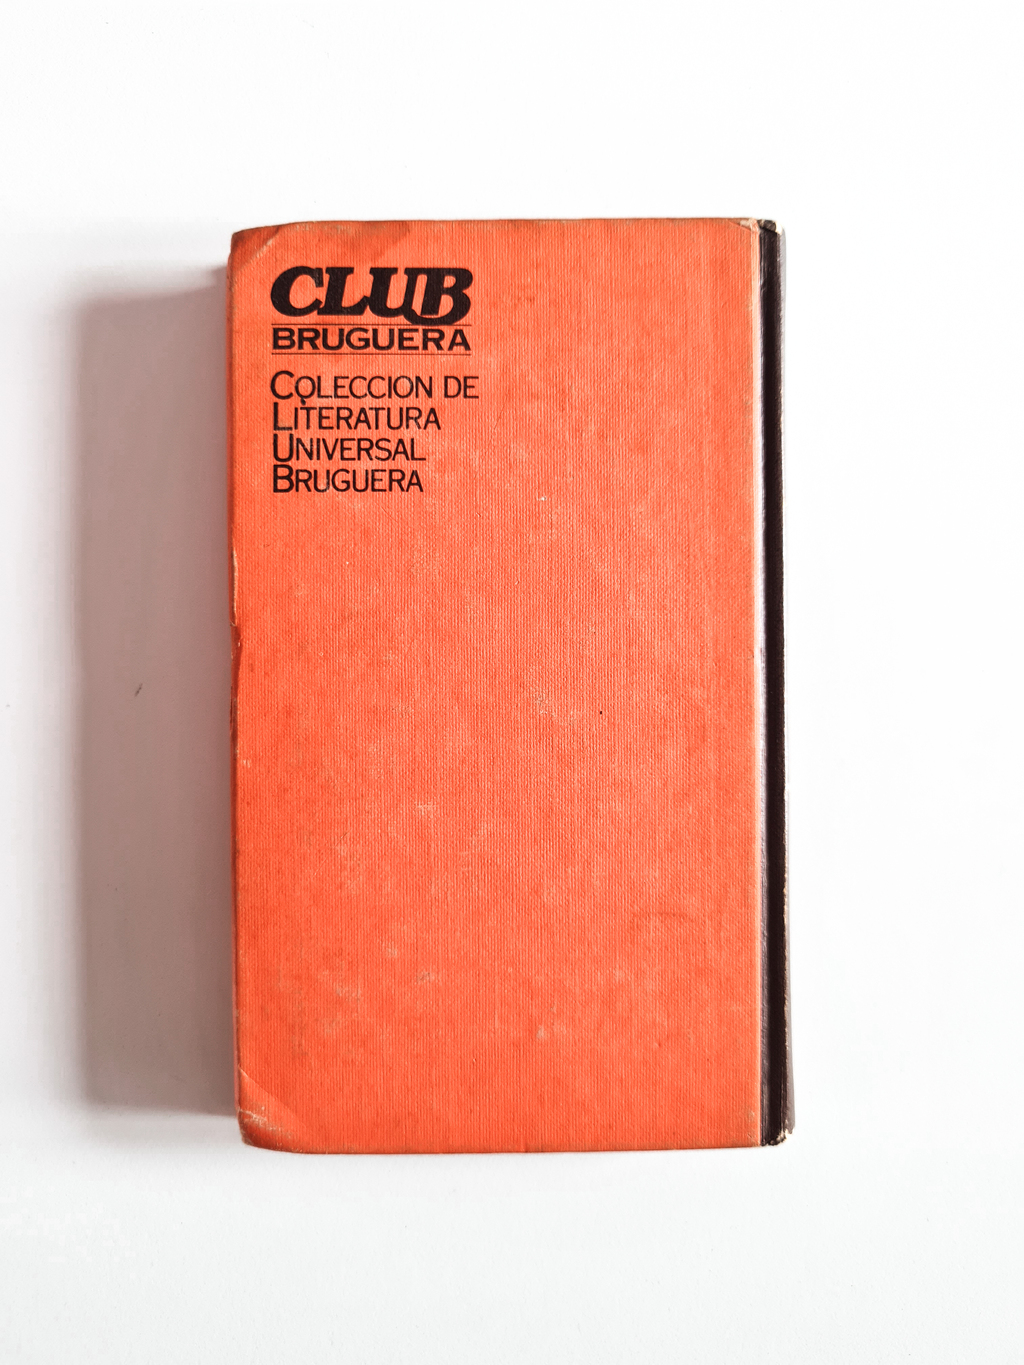 CLUB
BRUGUERA
COLECCION DE
LITERATURA
UNIVERSAL
BRUGUERA